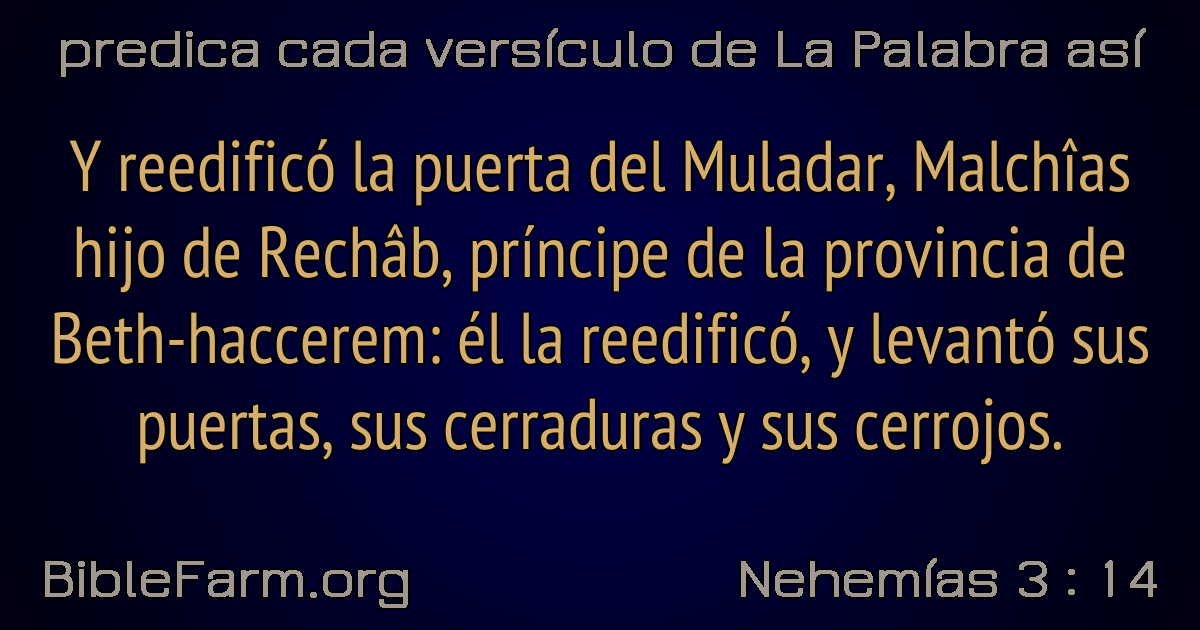 predica cada versículo de La Palabra así
Y reedificó la puerta del Muladar, Malchîas
hijo de Rechâb, príncipe de la provincia de
Beth-haccerem: él la reedificó, y levantó sus
puertas, sus cerraduras y sus cerrojos.
BibleFarm.org
Nehemías 3 : 14